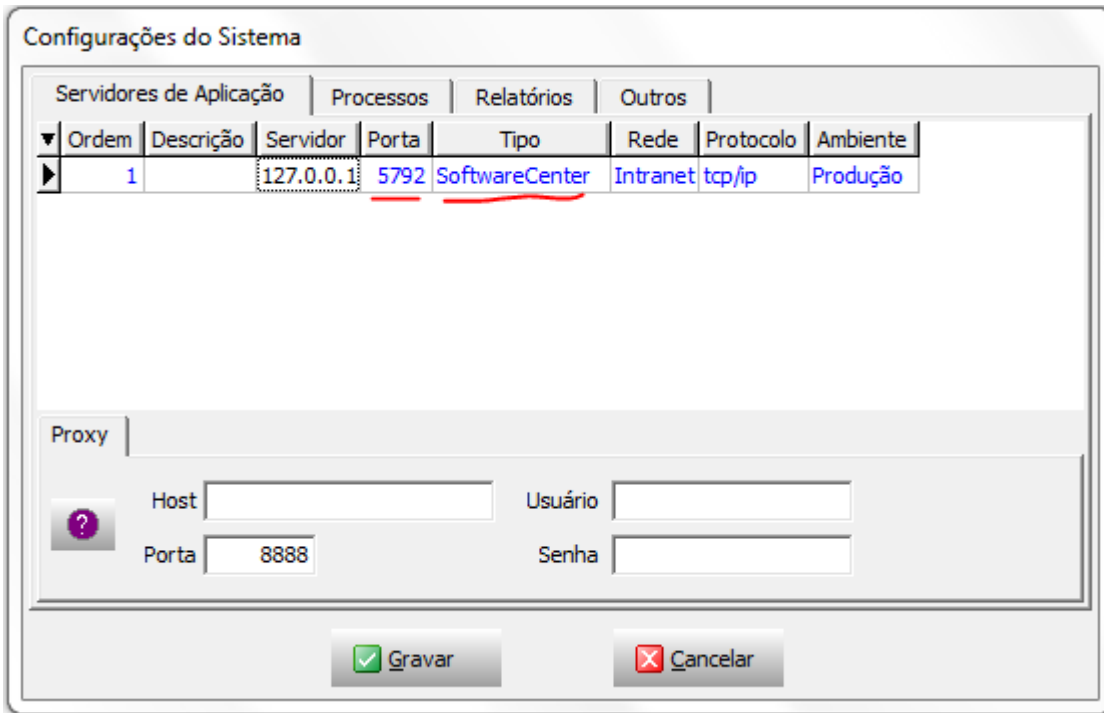 Configurações do Sistema
Servidores de Aplicação Processos Relatórios Outros
Ordem Descrição Servidor Porta Tipo Rede Protocolo Ambiente
1 127.0.0.1 5792 SoftwareCenter Intranet tcp/ip Produção
Proxy
Host Usuário
Porta 8888 Senha
Gravar Cancelar